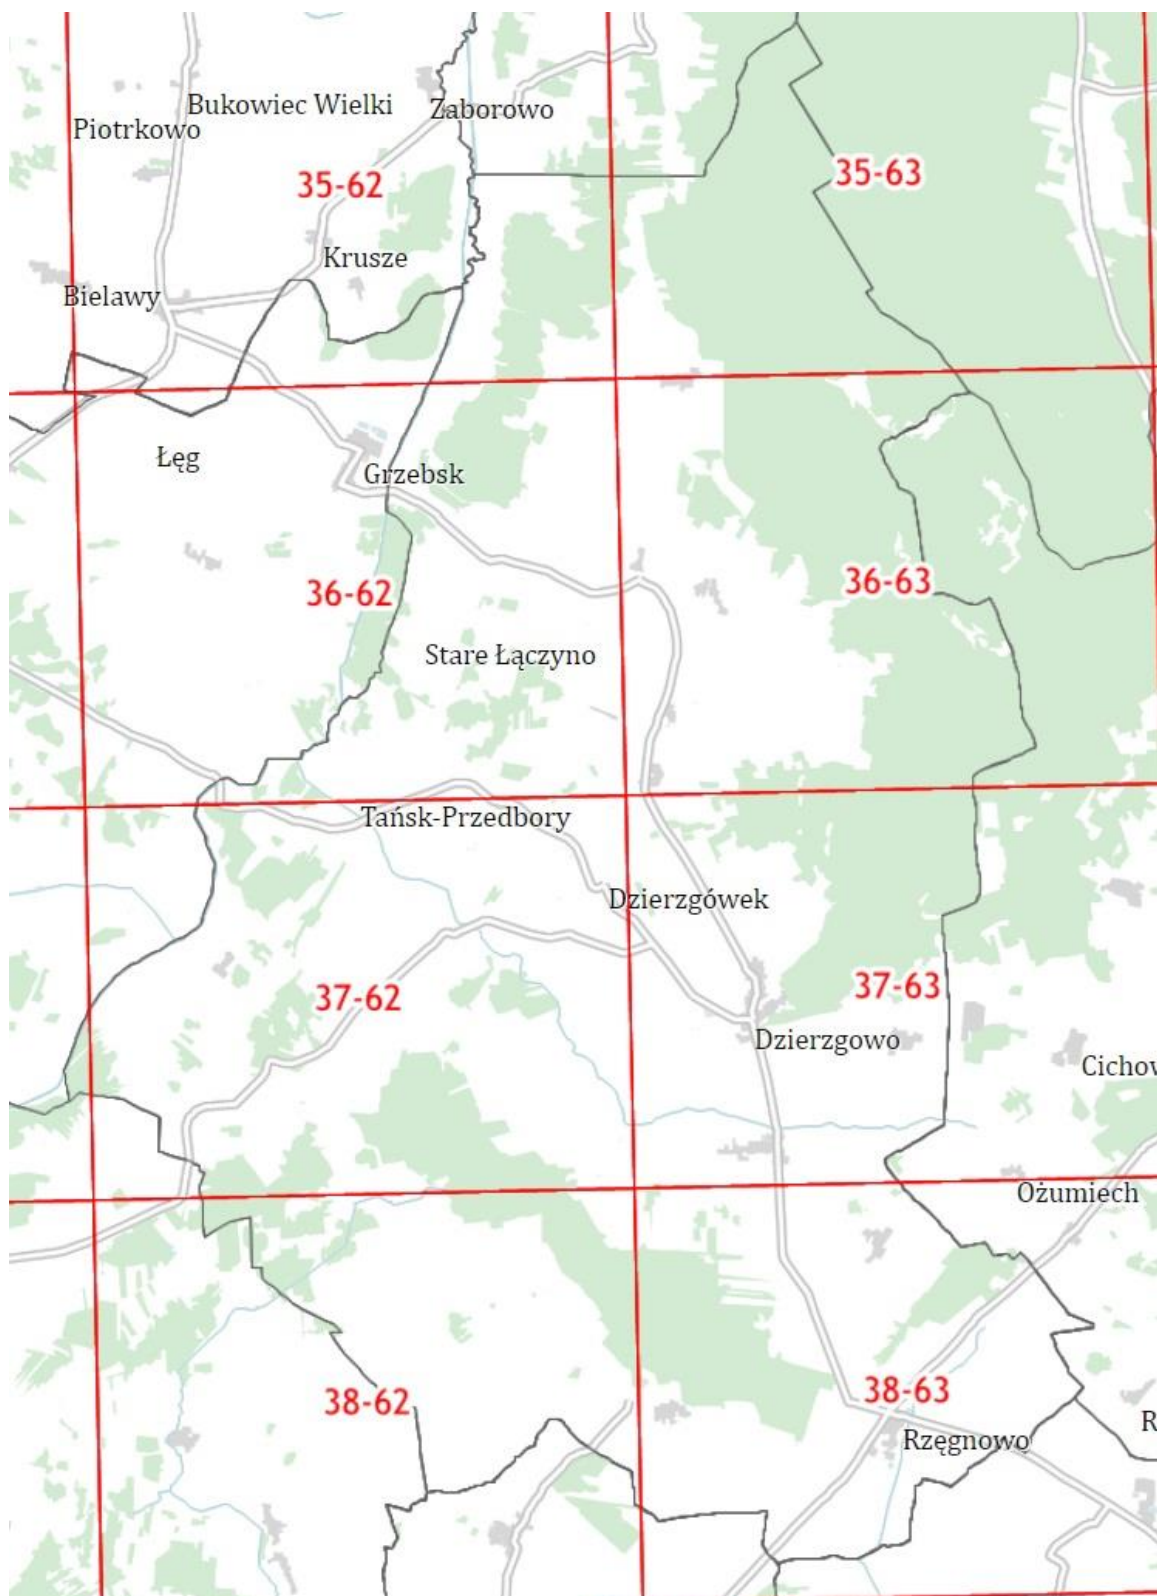 Bukowiec Wielki
Zaborowo
Piotrkowo
35-62
35-63
Krusze
Bielawy
Łęg
Grzebsk
36-62
36-63
Stare Łączyno
Tańsk-Przedbory
Dzierzgówek
37-62
37-63
Dzierzgowo
Cichow
Ożumiech
38-62
38-63
Rzęgnowo
R